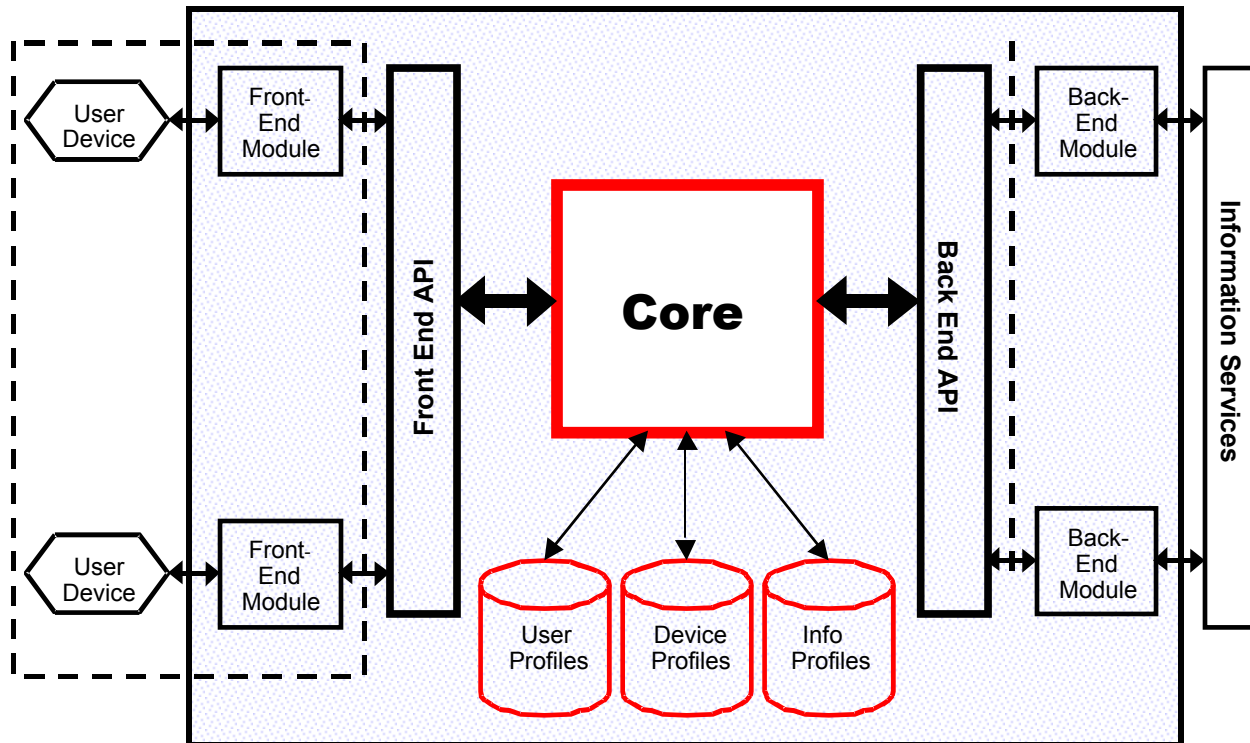 User
Device
Front-
End
Module
Front End API
Core
Back End API
Back-
End
Module
Information Services
User
Device
Front-
End
Module
User
Profiles
Device
Profiles
Info
Profiles
Back-
End
Module